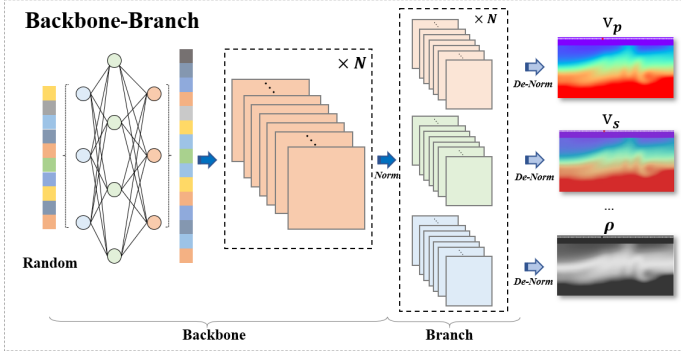 Backbone-Branch
× N
× N
Vp
De-Norm
Vs
De-Norm
Norm
...
ρ
De-Norm
Random
Backbone
Branch